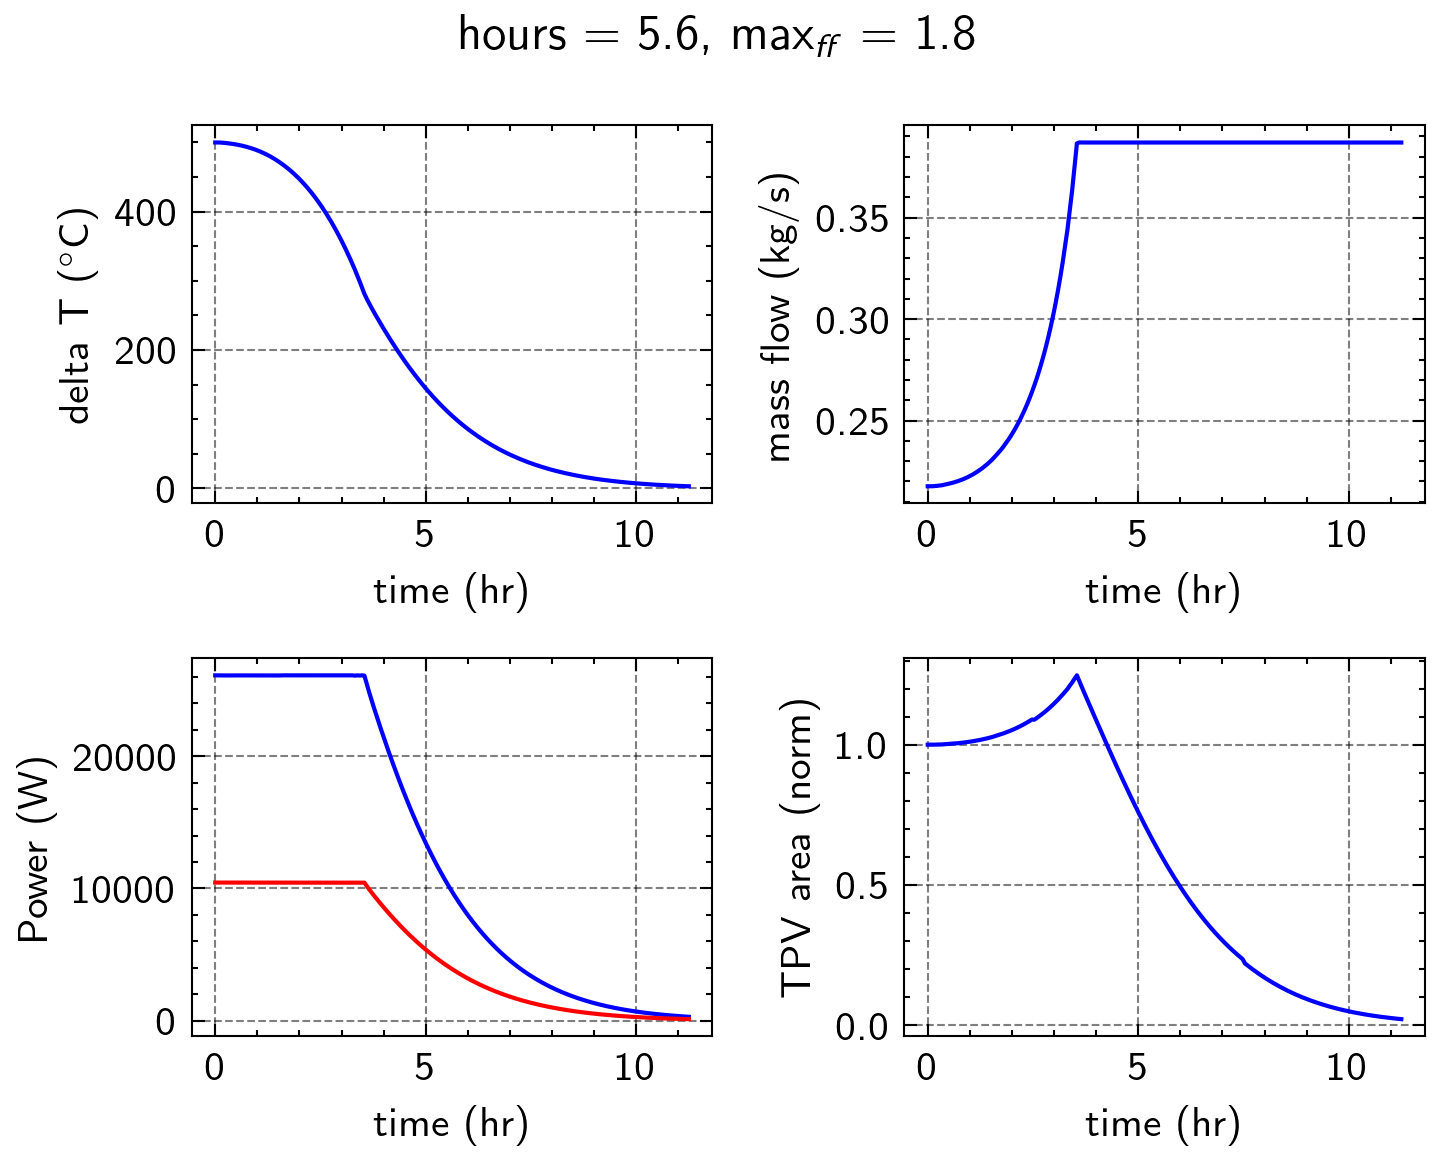 hours = 5.6, max_ff = 1.8
delta T (°C)
400
200
0
0 5 10
time (hr)
mass flow (kg/s)
0.35
0.30
0.25
0 5 10
time (hr)
Power (W)
20000
10000
0
0 5 10
time (hr)
TPV area (norm)
1.0
0.5
0.0
0 5 10
time (hr)